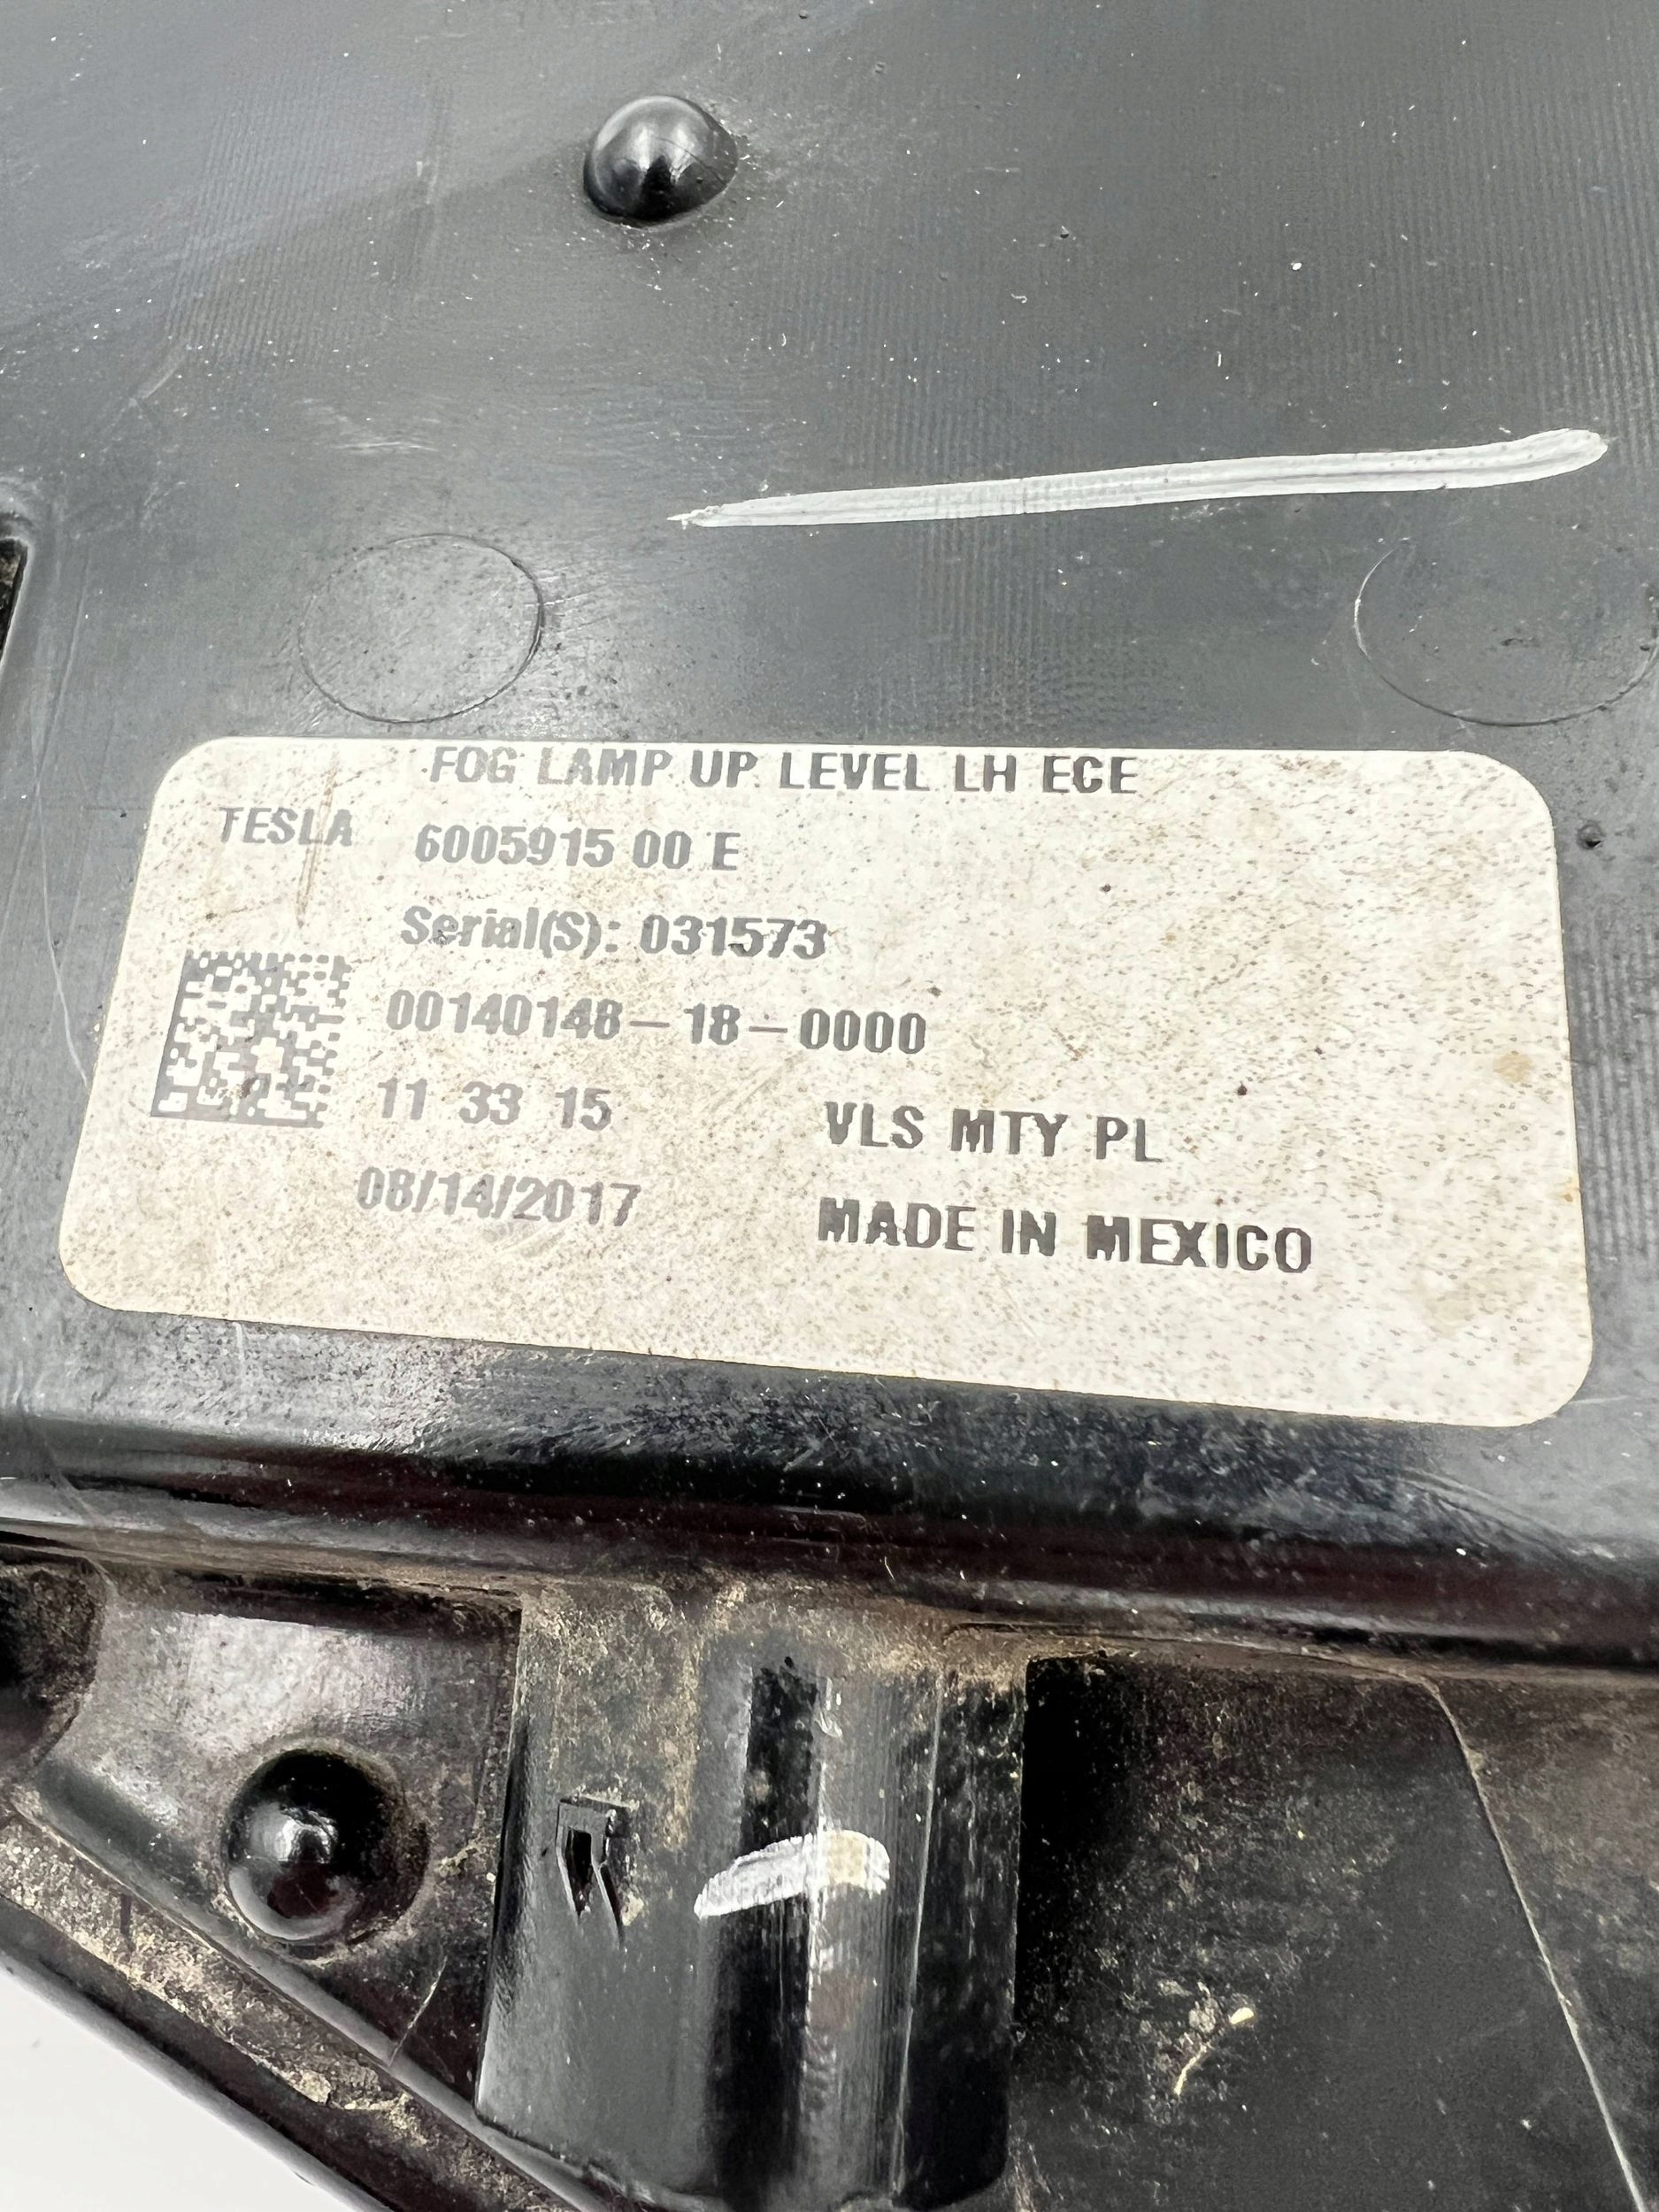 FOG LAMP UP LEVEL LH ECE
TESLA 6005915 00 E
Serial(S): 031573
00140148-18-0000
11 33 15 VLS MTY PL
08/14/2017 MADE IN MEXICO